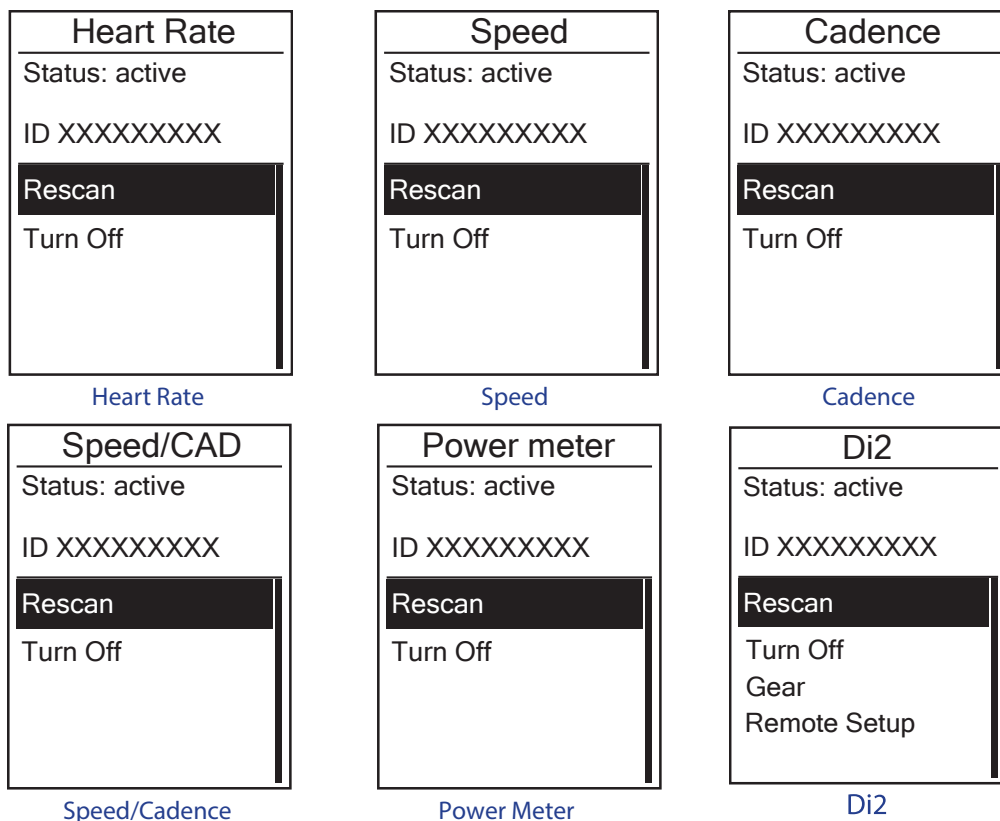 Heart Rate
Status: active
ID XXXXXXXXX
Rescan
Turn Off
Heart Rate
Speed
Status: active
ID XXXXXXXXX
Rescan
Turn Off
Speed
Cadence
Status: active
ID XXXXXXXXX
Rescan
Turn Off
Cadence
Speed/CAD
Status: active
ID XXXXXXXXX
Rescan
Turn Off
Speed/Cadence
Power meter
Status: active
ID XXXXXXXXX
Rescan
Turn Off
Power Meter
Di2
Status: active
ID XXXXXXXXX
Rescan
Turn Off
Gear
Remote Setup
Di2